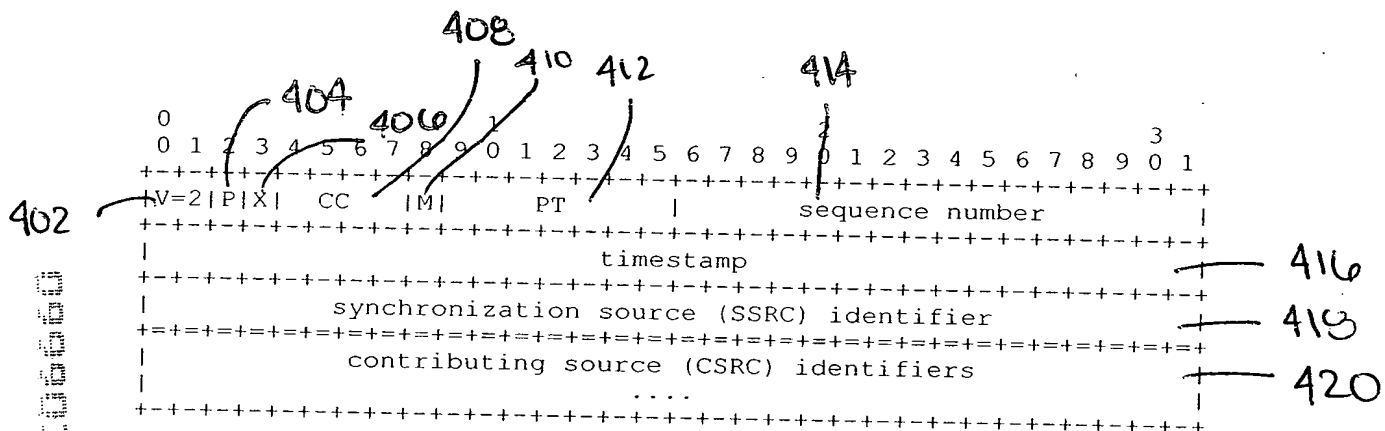 408
410 412 414
404
406
0 1 2 3
0 1 2 3 4 5 6 7 8 9 0 1 2 3 4 5 6 7 8 9 0 1 2 3 4 5 6 7 8 9 0 1
+-+-+-+-+-+-+-+-+-+-+-+-+-+-+-+-+-+-+-+-+-+-+-+-+-+-+-+-+-+-+-+-+
402 |V=2|P|X| CC |M| PT | sequence number |
+-+-+-+-+-+-+-+-+-+-+-+-+-+-+-+-+-+-+-+-+-+-+-+-+-+-+-+-+-+-+-+-+
| timestamp 416
+-+-+-+-+-+-+-+-+-+-+-+-+-+-+-+-+-+-+-+-+-+-+-+-+-+-+-+-+-+-+-+-+
| synchronization source (SSRC) identifier 418
+=+=+=+=+=+=+=+=+=+=+=+=+=+=+=+=+=+=+=+=+=+=+=+=+=+=+=+=+=+=+=+=+
| contributing source (CSRC) identifiers 420
| .... |
+-+-+-+-+-+-+-+-+-+-+-+-+-+-+-+-+-+-+-+-+-+-+-+-+-+-+-+-+-+-+-+-+